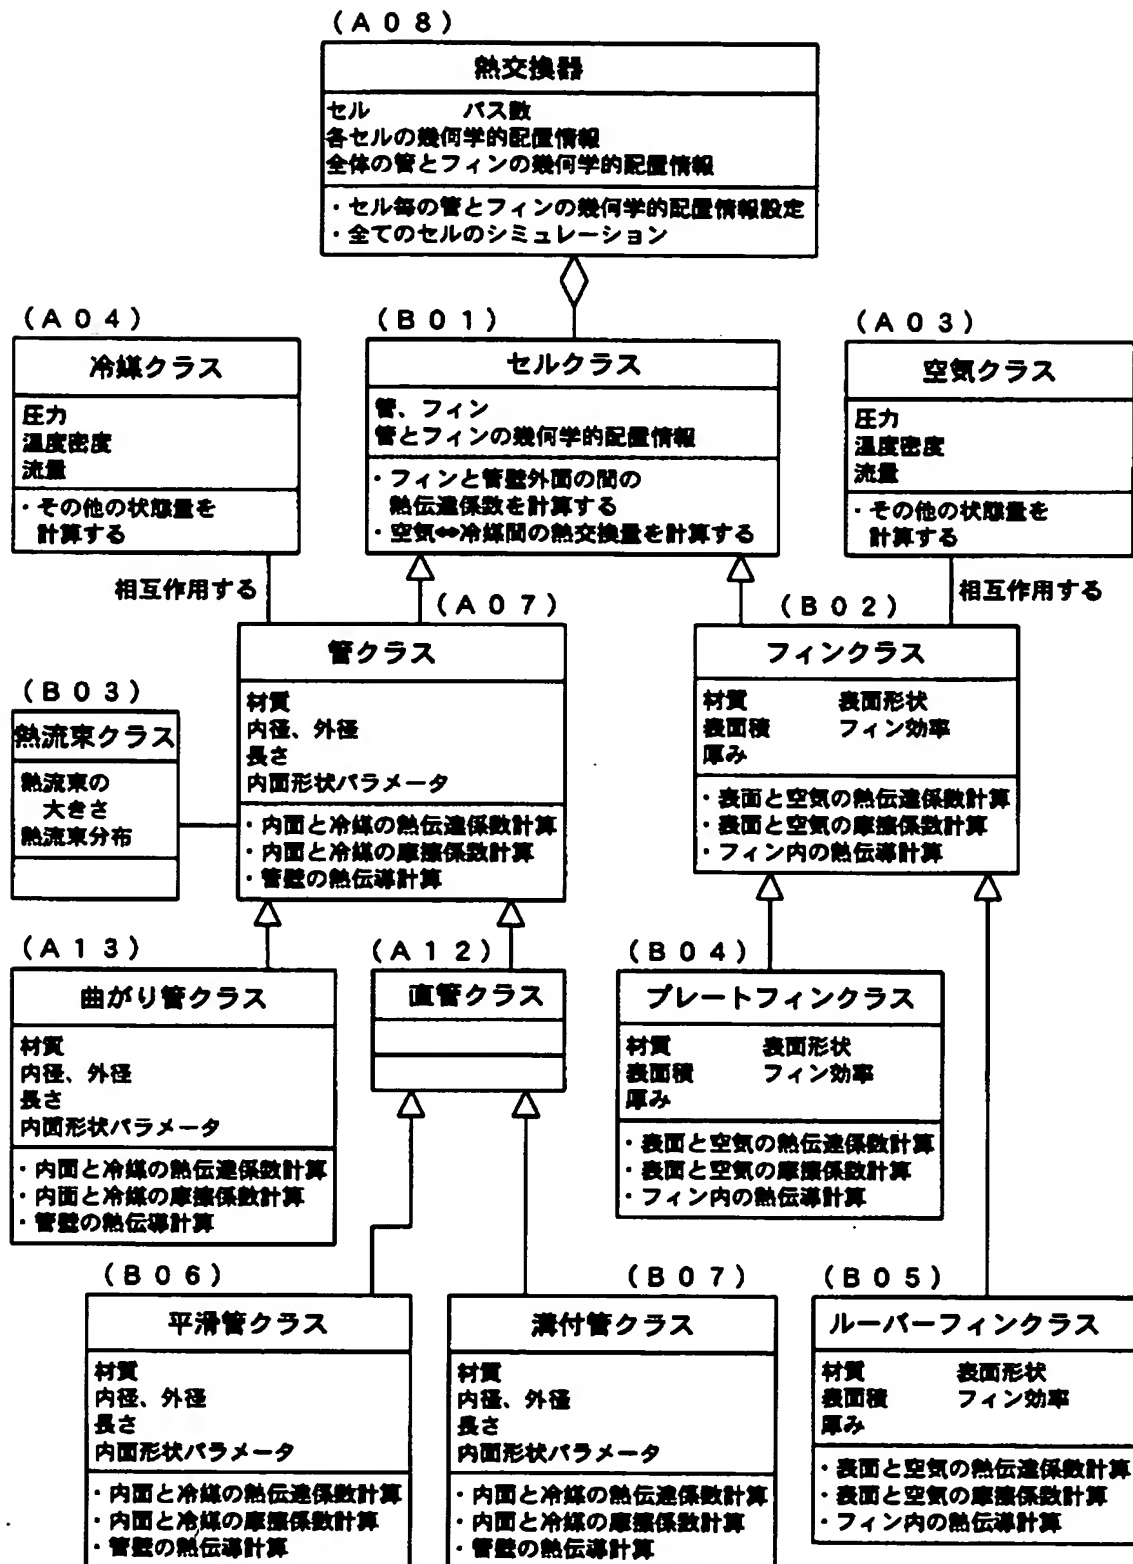 (A08)
熱交換器
セル パス数
各セルの幾何学的配置情報
全体の管とフィンの幾何学的配置情報
・セル毎の管とフィンの幾何学的配置情報設定
・全てのセルのシミュレーション
(A04)
冷媒クラス
圧力
温度密度
流量
・その他の状態量を
計算する
(B01)
セルクラス
管、フィン
管とフィンの幾何学的配置情報
・フィンと管壁外面の間の
熱伝達係数を計算する
・空気⇔冷媒間の熱交換量を計算する
(A03)
空気クラス
圧力
温度密度
流量
・その他の状態量を
計算する
相互作用する
相互作用する
(A07)
管クラス
材質
内径、外径
長さ
内面形状パラメータ
・内面と冷媒の熱伝達係数計算
・内面と冷媒の摩擦係数計算
・管壁の熱伝導計算
(B02)
フィンクラス
材質 表面形状
表面積 フィン効率
厚み
・表面と空気の熱伝達係数計算
・表面と空気の摩擦係数計算
・フィン内の熱伝導計算
(B03)
熱流束クラス
熱流束の
大きさ
熱流束分布
(A13)
曲がり管クラス
材質
内径、外径
長さ
内面形状パラメータ
・内面と冷媒の熱伝達係数計算
・内面と冷媒の摩擦係数計算
・管壁の熱伝導計算
(A12)
直管クラス
(B04)
プレートフィンクラス
材質 表面形状
表面積 フィン効率
厚み
・表面と空気の熱伝達係数計算
・表面と空気の摩擦係数計算
・フィン内の熱伝導計算
(B06)
平滑管クラス
材質
内径、外径
長さ
内面形状パラメータ
・内面と冷媒の熱伝達係数計算
・内面と冷媒の摩擦係数計算
・管壁の熱伝導計算
(B07)
溝付管クラス
材質
内径、外径
長さ
内面形状パラメータ
・内面と冷媒の熱伝達係数計算
・内面と冷媒の摩擦係数計算
・管壁の熱伝導計算
(B05)
ルーバーフィンクラス
材質 表面形状
表面積 フィン効率
厚み
・表面と空気の熱伝達係数計算
・表面と空気の摩擦係数計算
・フィン内の熱伝導計算